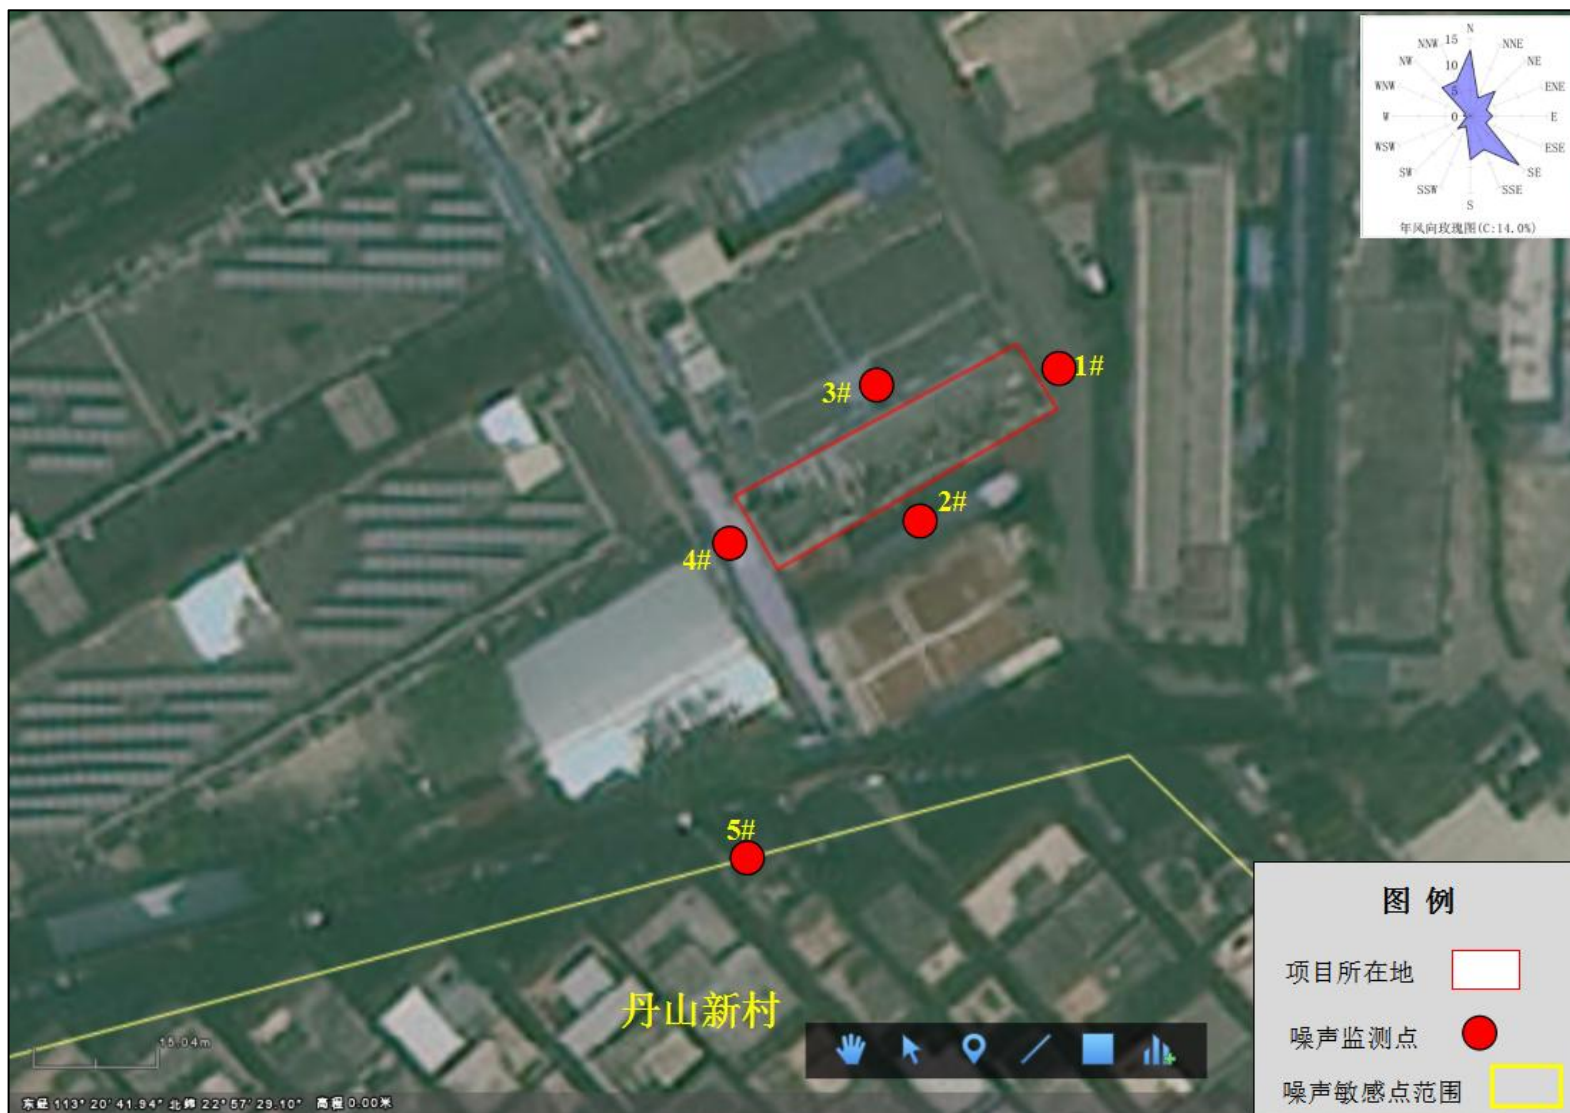 N
NNW 15 NNE
NW 10 NE
WNW 5 ENE
W 0 E
WSW ESE
SW SE
SSW SSE
S
年风向玫瑰图(C:14.0%)
1#
3#
2#
4#
5#
丹山新村
图 例
项目所在地
噪声监测点
噪声敏感点范围
15.04m
东经 113° 20' 41.94" 北纬 22° 57' 29.10" 高程 0.00米